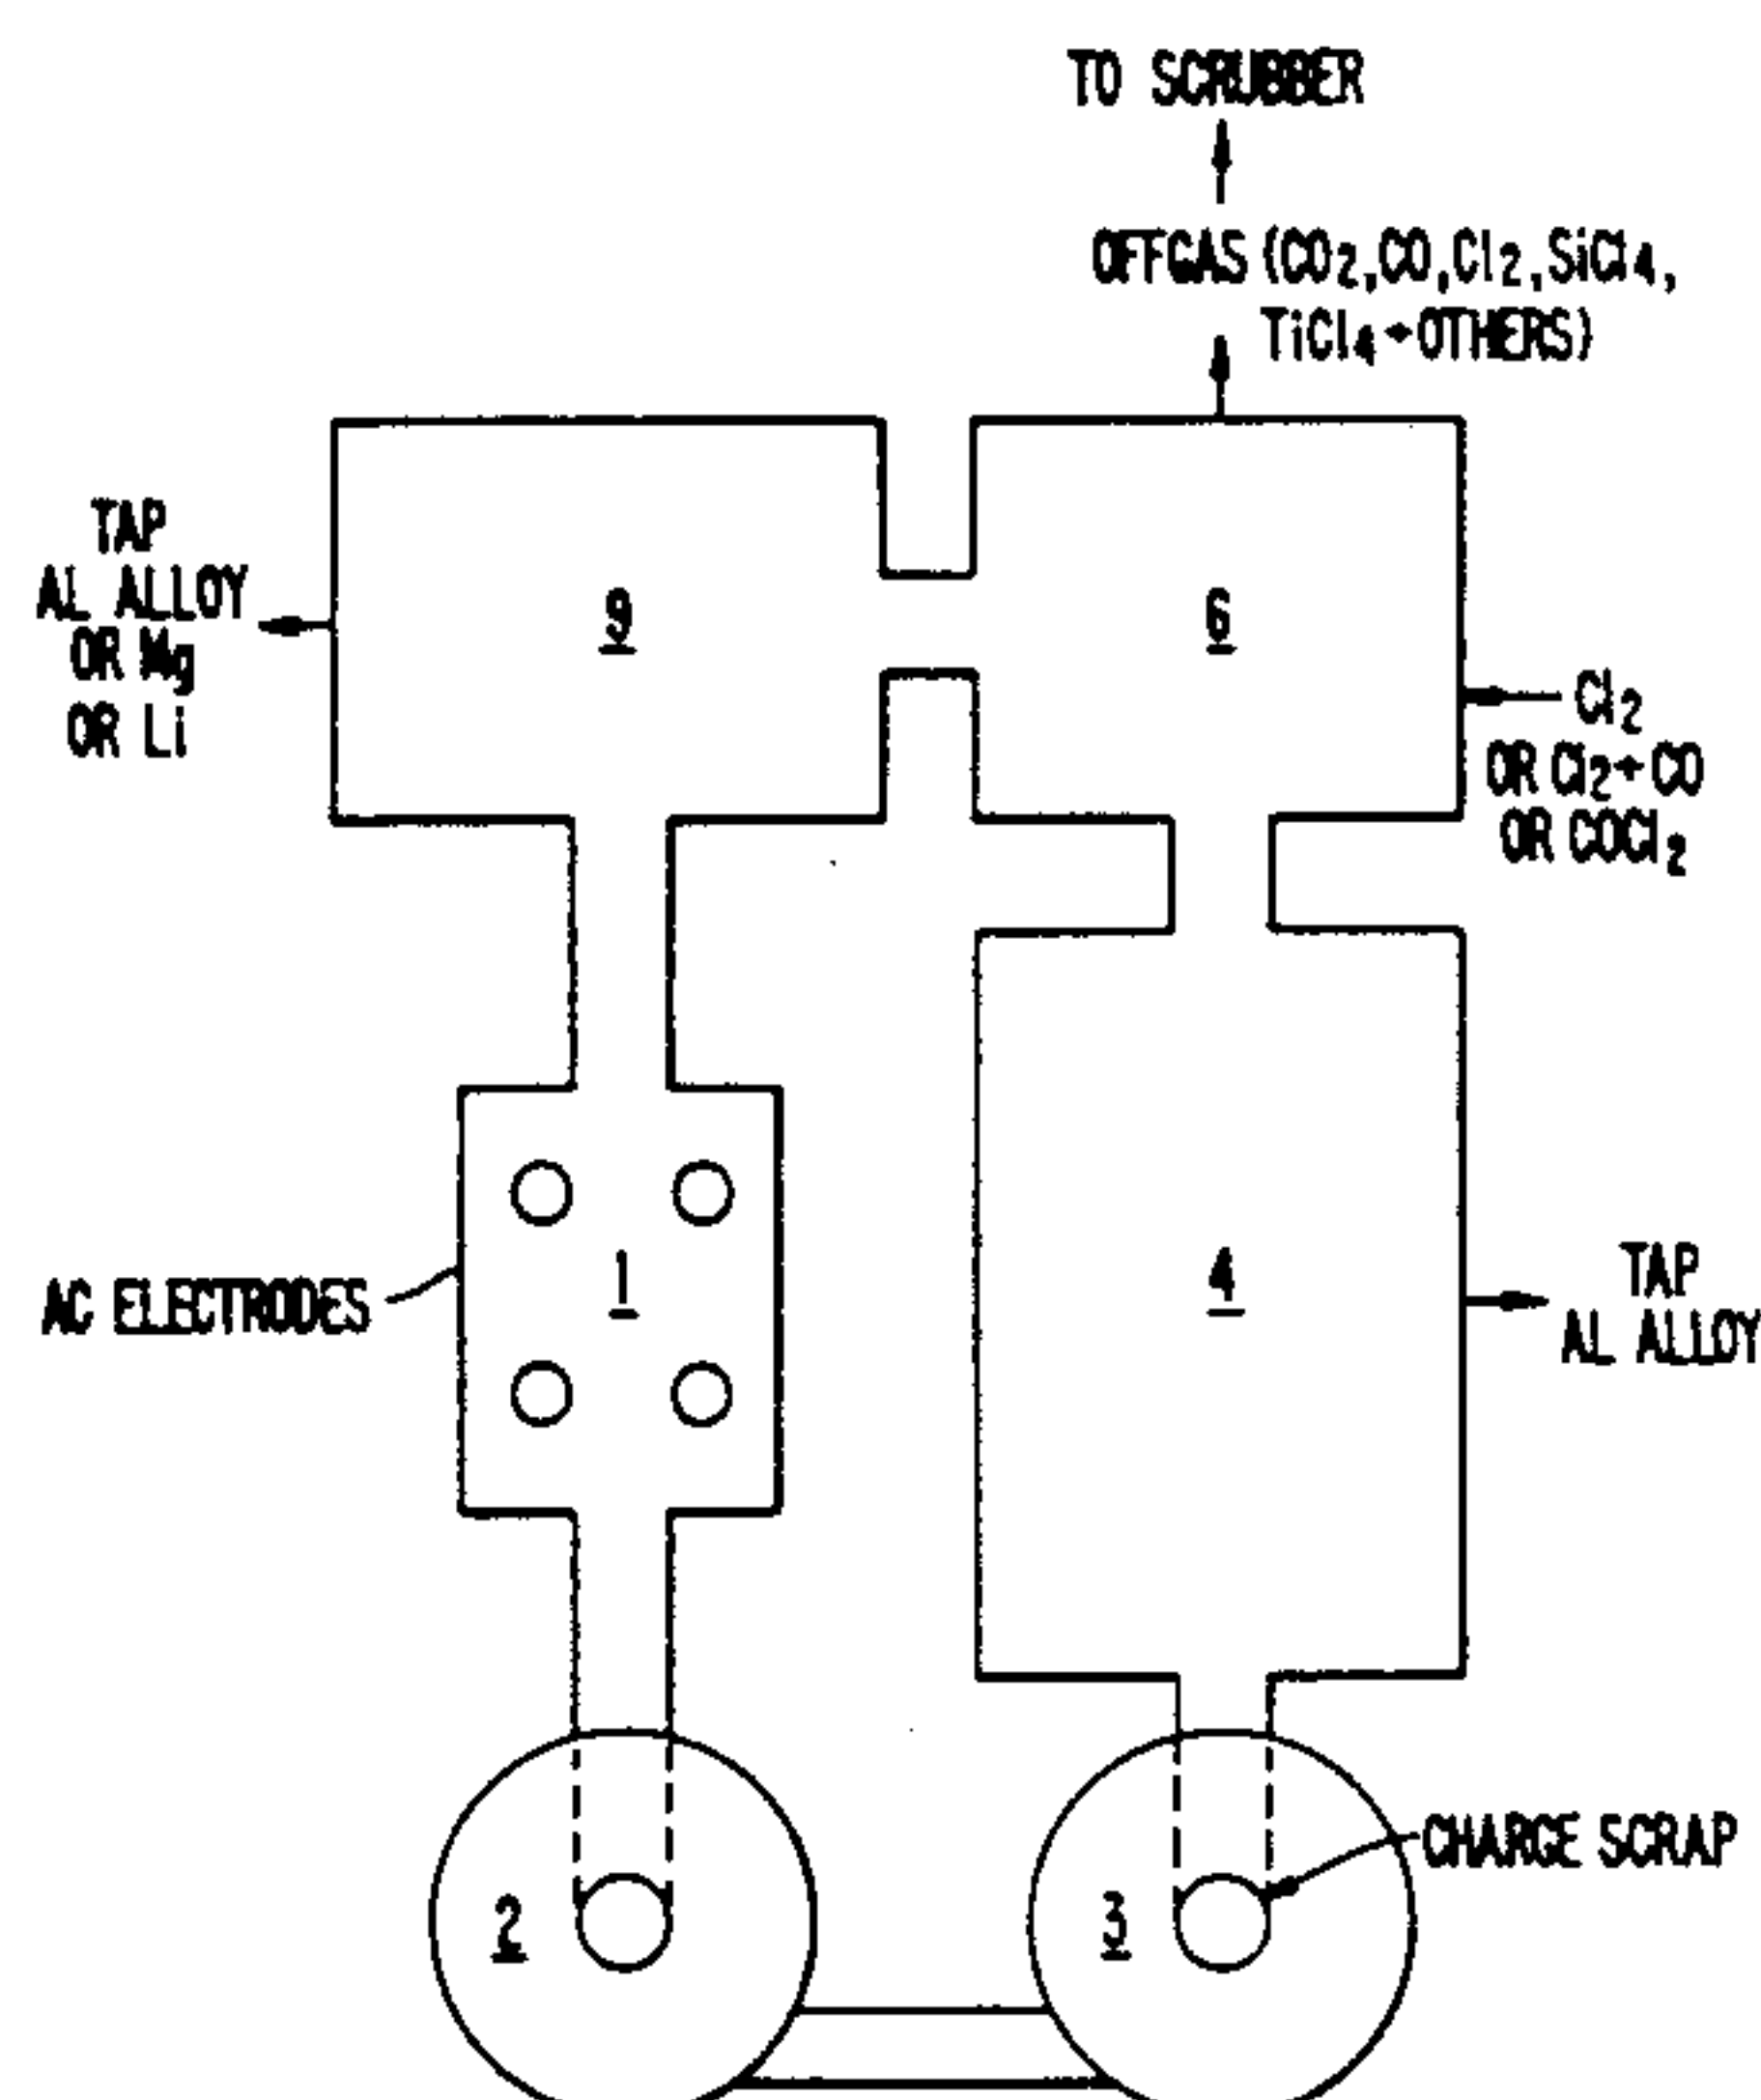 TO SCRUBBER
OFFGAS (CO₂,CO,Cl₂,SiCl₄,
TiCl₄+OTHERS)
TAP
AL ALLOY
OR Mg
OR Li
9
6
Cl₂
OR Cl₂+CO
OR COCl₂
AC ELECTRODES
1
4
TAP
AL ALLOY
2
3
CHARGE SCRAP